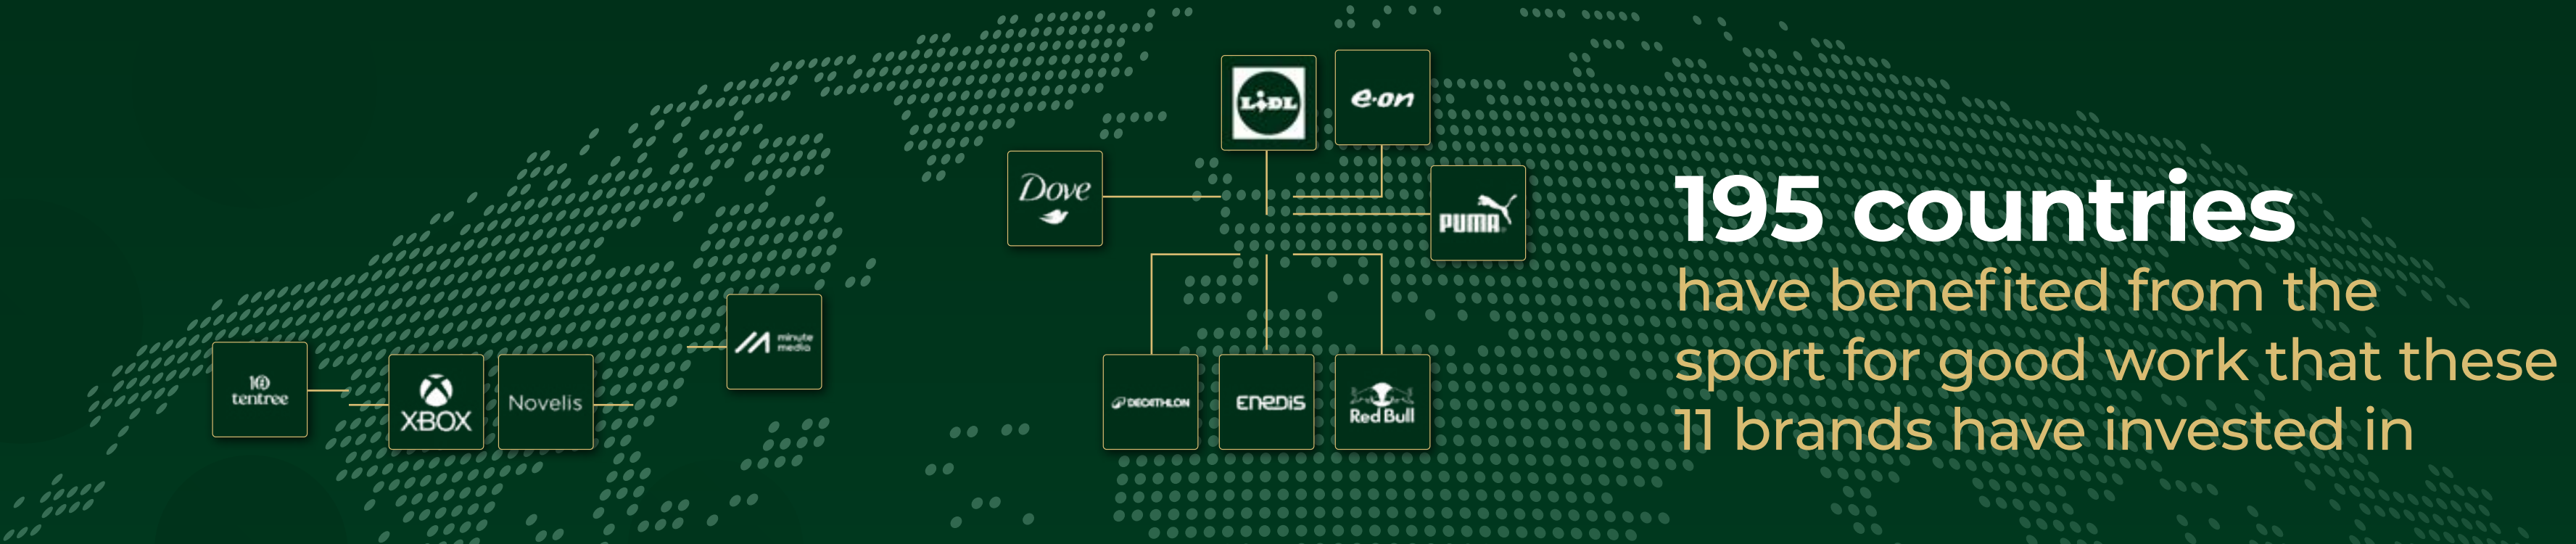 LIDL
e·on
Dove
PUMA
minute
media
tentree
XBOX
Novelis
DECATHLON
ENEDIS
Red Bull
195 countries
have benefited from the
sport for good work that these
11 brands have invested in